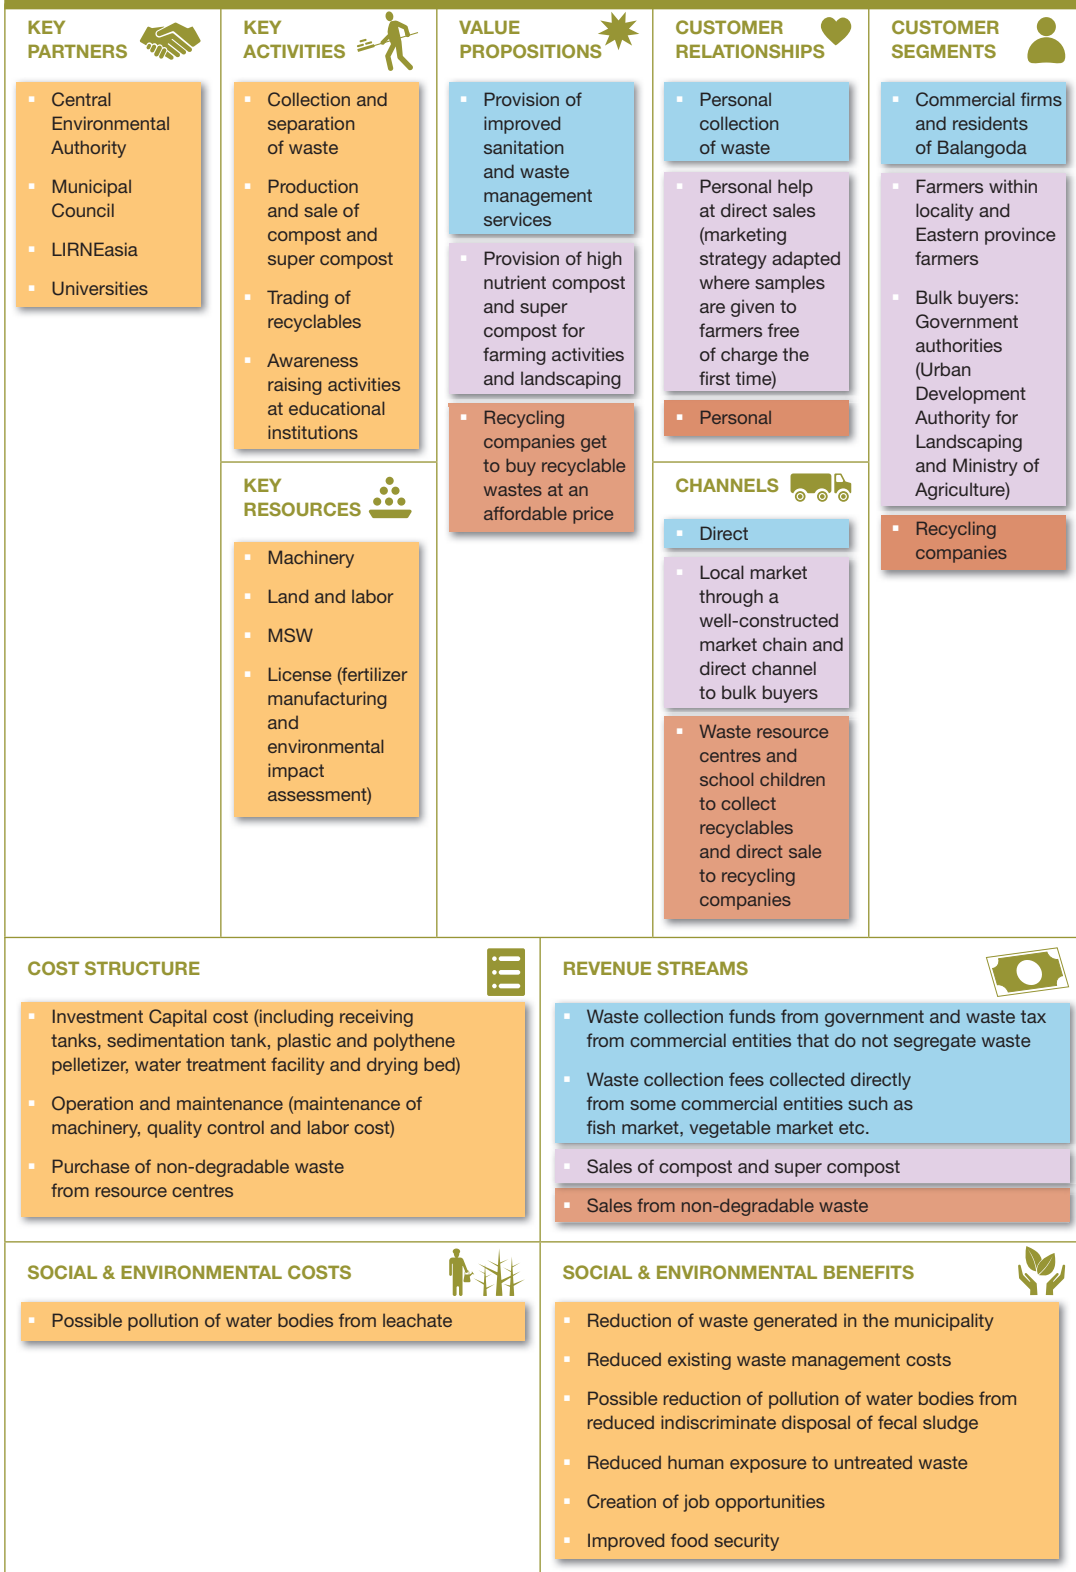 KEY
PARTNERS
Central
Environmental
Authority
Municipal
Council
LIRNEasia
Universities
KEY
ACTIVITIES
Collection and
separation
of waste
Production
and sale of
compost and
super compost
Trading of
recyclables
Awareness
raising activities
at educational
institutions
KEY
RESOURCES
Machinery
Land and labor
MSW
License (fertilizer
manufacturing
and
environmental
impact
assessment)
VALUE
PROPOSITIONS
Provision of
improved
sanitation
and waste
management
services
Provision of high
nutrient compost
and super
compost for
farming activities
and landscaping
Recycling
companies get
to buy recyclable
wastes at an
affordable price
CUSTOMER
RELATIONSHIPS
Personal
collection
of waste
Personal help
at direct sales
(marketing
strategy adapted
where samples
are given to
farmers free
of charge the
first time)
Personal
CHANNELS
Direct
Local market
through a
well-constructed
market chain and
direct channel
to bulk buyers
Waste resource
centres and
school children
to collect
recyclables
and direct sale
to recycling
companies
CUSTOMER
SEGMENTS
Commercial firms
and residents
of Balangoda
Farmers within
locality and
Eastern province
farmers
Bulk buyers:
Government
authorities
(Urban
Development
Authority for
Landscaping
and Ministry of
Agriculture)
Recycling
companies
COST STRUCTURE
Investment Capital cost (including receiving
tanks, sedimentation tank, plastic and polythene
pelletizer, water treatment facility and drying bed)
Operation and maintenance (maintenance of
machinery, quality control and labor cost)
Purchase of non-degradable waste
from resource centres
REVENUE STREAMS
Waste collection funds from government and waste tax
from commercial entities that do not segregate waste
Waste collection fees collected directly
from some commercial entities such as
fish market, vegetable market etc.
Sales of compost and super compost
Sales from non-degradable waste
SOCIAL & ENVIRONMENTAL COSTS
Possible pollution of water bodies from leachate
SOCIAL & ENVIRONMENTAL BENEFITS
Reduction of waste generated in the municipality
Reduced existing waste management costs
Possible reduction of pollution of water bodies from
reduced indiscriminate disposal of fecal sludge
Reduced human exposure to untreated waste
Creation of job opportunities
Improved food security